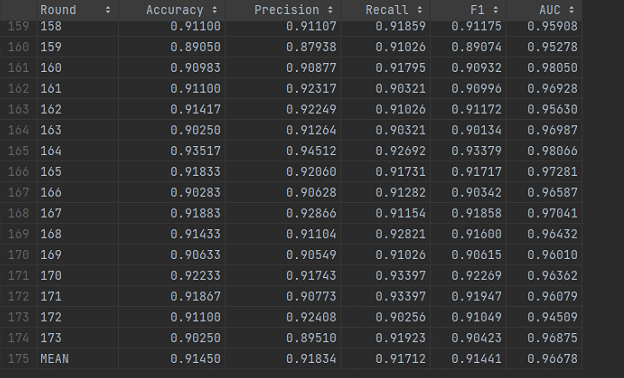 Round Accuracy Precision Recall F1 AUC
159 158 0.91100 0.91107 0.91859 0.91175 0.95908
160 159 0.89050 0.87938 0.91026 0.89074 0.95278
161 160 0.90983 0.90877 0.91795 0.90932 0.98050
162 161 0.91100 0.92317 0.90321 0.90996 0.96928
163 162 0.91417 0.92249 0.91026 0.91172 0.95630
164 163 0.90250 0.91264 0.90321 0.90134 0.96987
165 164 0.93517 0.94512 0.92692 0.93379 0.98066
166 165 0.91833 0.92060 0.91731 0.91717 0.97281
167 166 0.90283 0.90628 0.91282 0.90342 0.96587
168 167 0.91883 0.92866 0.91154 0.91858 0.97041
169 168 0.91433 0.91104 0.92821 0.91600 0.96432
170 169 0.90633 0.90549 0.91026 0.90615 0.96010
171 170 0.92233 0.91743 0.93397 0.92269 0.96362
172 171 0.91867 0.90773 0.93397 0.91947 0.96079
173 172 0.91100 0.92408 0.90256 0.91049 0.94509
174 173 0.90250 0.89510 0.91923 0.90423 0.96875
175 MEAN 0.91450 0.91834 0.91712 0.91441 0.96678